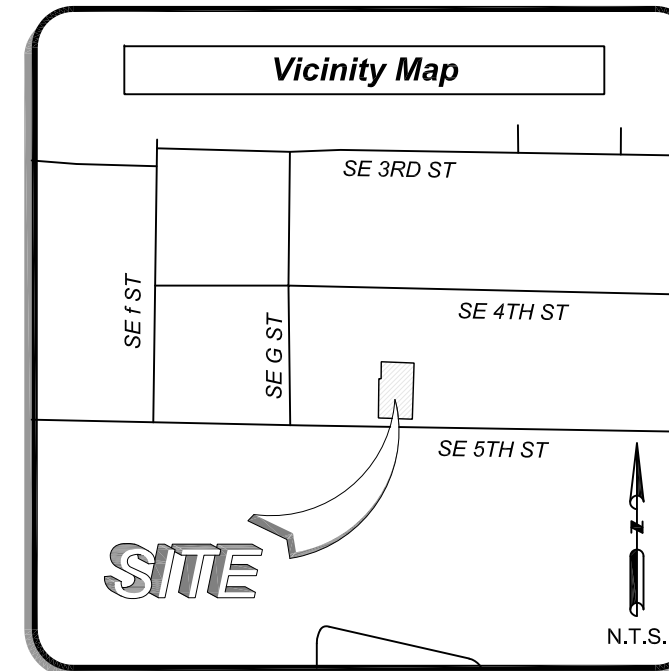 Vicinity Map
SE 3RD ST
SE f ST
SE G ST
SE 4TH ST
SE 5TH ST
SITE
N
N.T.S.